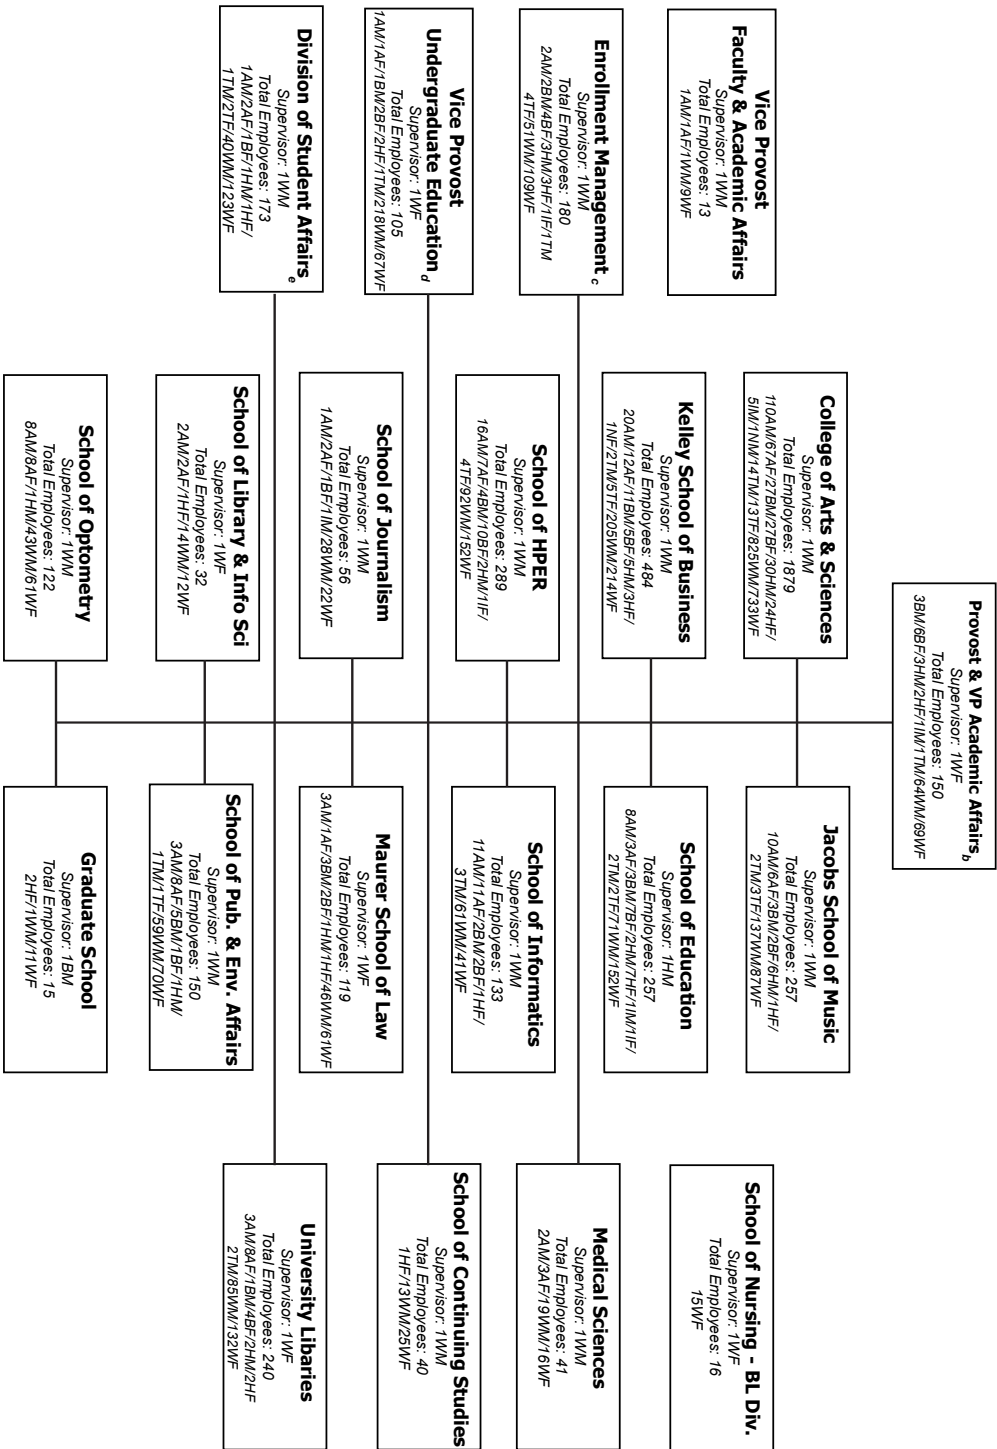 Provost & VP Academic Affairs b
Supervisor: 1WF
Total Employees: 150
3BM/6BF/3HM/2HF/1IM/1TM/64WM/69WF
Vice Provost
Faculty & Academic Affairs
Supervisor: 1WM
Total Employees: 13
1AM/1AF/1WM/9WF
College of Arts & Sciences
Supervisor: 1WM
Total Employees: 1879
110AM/67AF/27BM/27BF/30HM/24HF/
5IM/1NM/14TM/13TF/825WM/733WF
Jacobs School of Music
Supervisor: 1WM
Total Employees: 257
10AM/6AF/3BM/2BF/6HM/1HF/
2TM/3TF/137WM/87WF
School of Nursing - BL Div.
Supervisor: 1WF
Total Employees: 16
15WF
Enrollment Management c
Supervisor: 1WM
Total Employees: 180
2AM/2BM/4BF/3HM/3HF/1IF/1TM
4TF/51WM/109WF
Kelley School of Business
Supervisor: 1WM
Total Employees: 484
20AM/12AF/11BM/5BF/5HM/3HF/
1NF/2TM/5TF/205WM/214WF
School of Education
Supervisor: 1HM
Total Employees: 257
8AM/3AF/3BM/7BF/2HM/7HF/1IM/1IF/
2TM/2TF/71WM/152WF
Medical Sciences
Supervisor: 1WM
Total Employees: 41
2AM/3AF/19WM/16WF
Vice Provost
Undergraduate Education d
Supervisor: 1WF
Total Employees: 105
1AM/1AF/1BM/2BF/2HF/1TM/218WM/67WF
School of HPER
Supervisor: 1WM
Total Employees: 289
16AM/7AF/4BM/10BF/2HM/1IF/
4TF/92WM/152WF
School of Informatics
Supervisor: 1WM
Total Employees: 133
11AM/11AF/2BM/2BF/1HF/
3TM/61WM/41WF
School of Continuing Studies
Supervisor: 1WM
Total Employees: 40
1HF/13WM/25WF
Division of Student Affairs e
Supervisor: 1WM
Total Employees: 173
1AM/2AF/1BF/1HM/1HF/
1TM/2TF/40WM/123WF
School of Journalism
Supervisor: 1WM
Total Employees: 56
1AM/2AF/1BF/1IM/28WM/22WF
Maurer School of Law
Supervisor: 1WF
Total Employees: 119
3AM/1AF/3BM/2BF/1HM/1HF/46WM/61WF
University Libaries
Supervisor: 1WF
Total Employees: 240
3AM/8AF/1BM/4BF/2HM/2HF
2TM/85WM/132WF
School of Library & Info Sci
Supervisor: 1WF
Total Employees: 32
2AM/2AF/1HF/14WM/12WF
School of Pub. & Env. Affairs
Supervisor: 1WM
Total Employees: 150
3AM/8AF/5BM/1BF/1HM/
1TM/1TF/59WM/70WF
School of Optometry
Supervisor: 1WM
Total Employees: 122
8AM/8AF/1HM/43WM/61WF
Graduate School
Supervisor: 1BM
Total Employees: 15
2HF/1WM/11WF